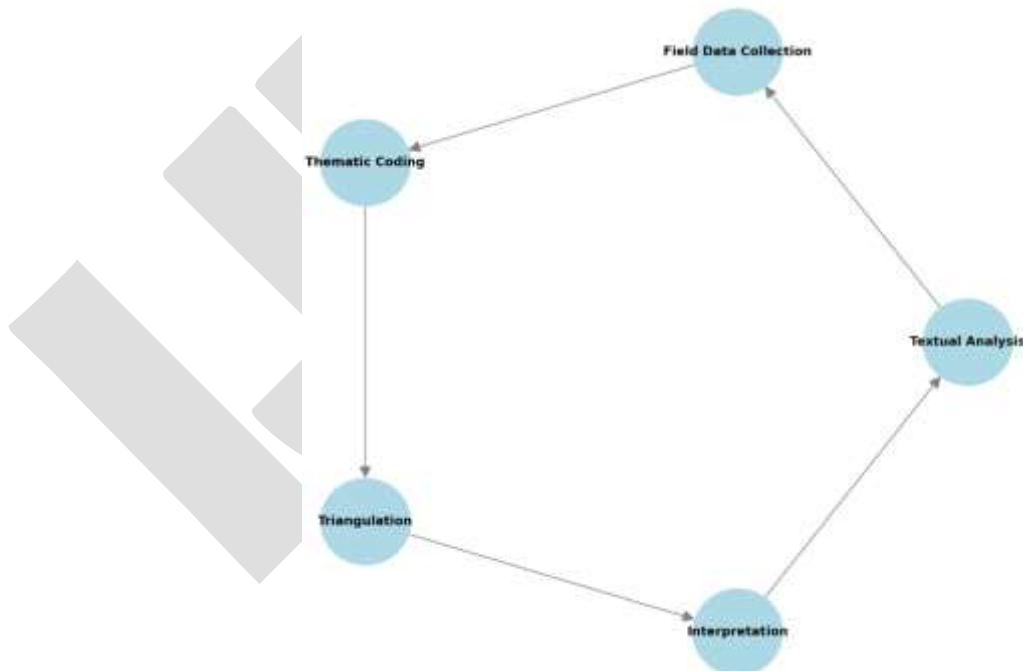 Field Data Collection
Thematic Coding
Textual Analysis
Triangulation
Interpretation